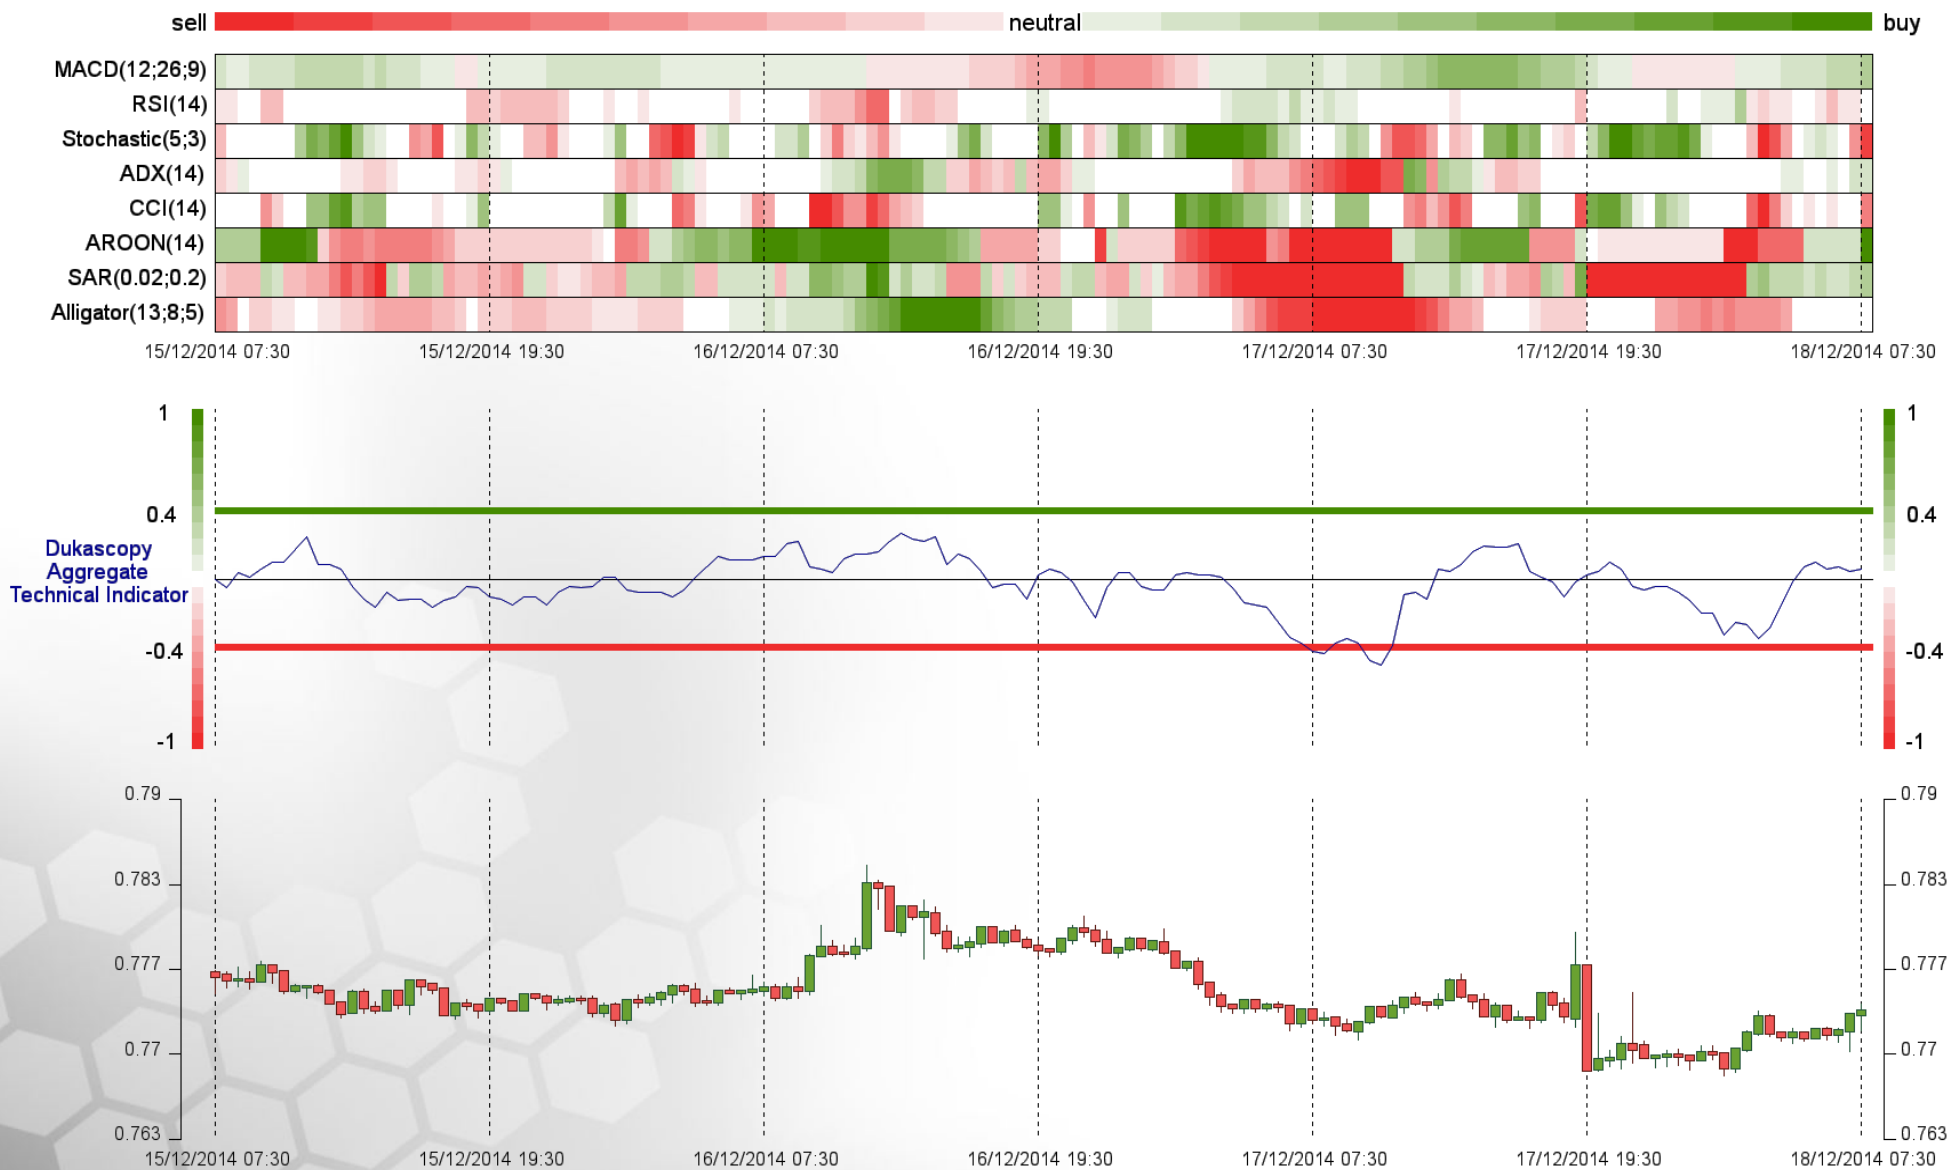 sell neutral buy
MACD(12;26;9)
RSI(14)
Stochastic(5;3)
ADX(14)
CCI(14)
AROON(14)
SAR(0.02;0.2)
Alligator(13;8;5)
15/12/2014 07:30 15/12/2014 19:30 16/12/2014 07:30 16/12/2014 19:30 17/12/2014 07:30 17/12/2014 19:30 18/12/2014 07:30
1 1
0.4 0.4
Dukascopy
Aggregate
Technical Indicator
-0.4 -0.4
-1 -1
0.79 0.79
0.783 0.783
0.777 0.777
0.77 0.77
0.763 0.763
15/12/2014 07:30 15/12/2014 19:30 16/12/2014 07:30 16/12/2014 19:30 17/12/2014 07:30 17/12/2014 19:30 18/12/2014 07:30